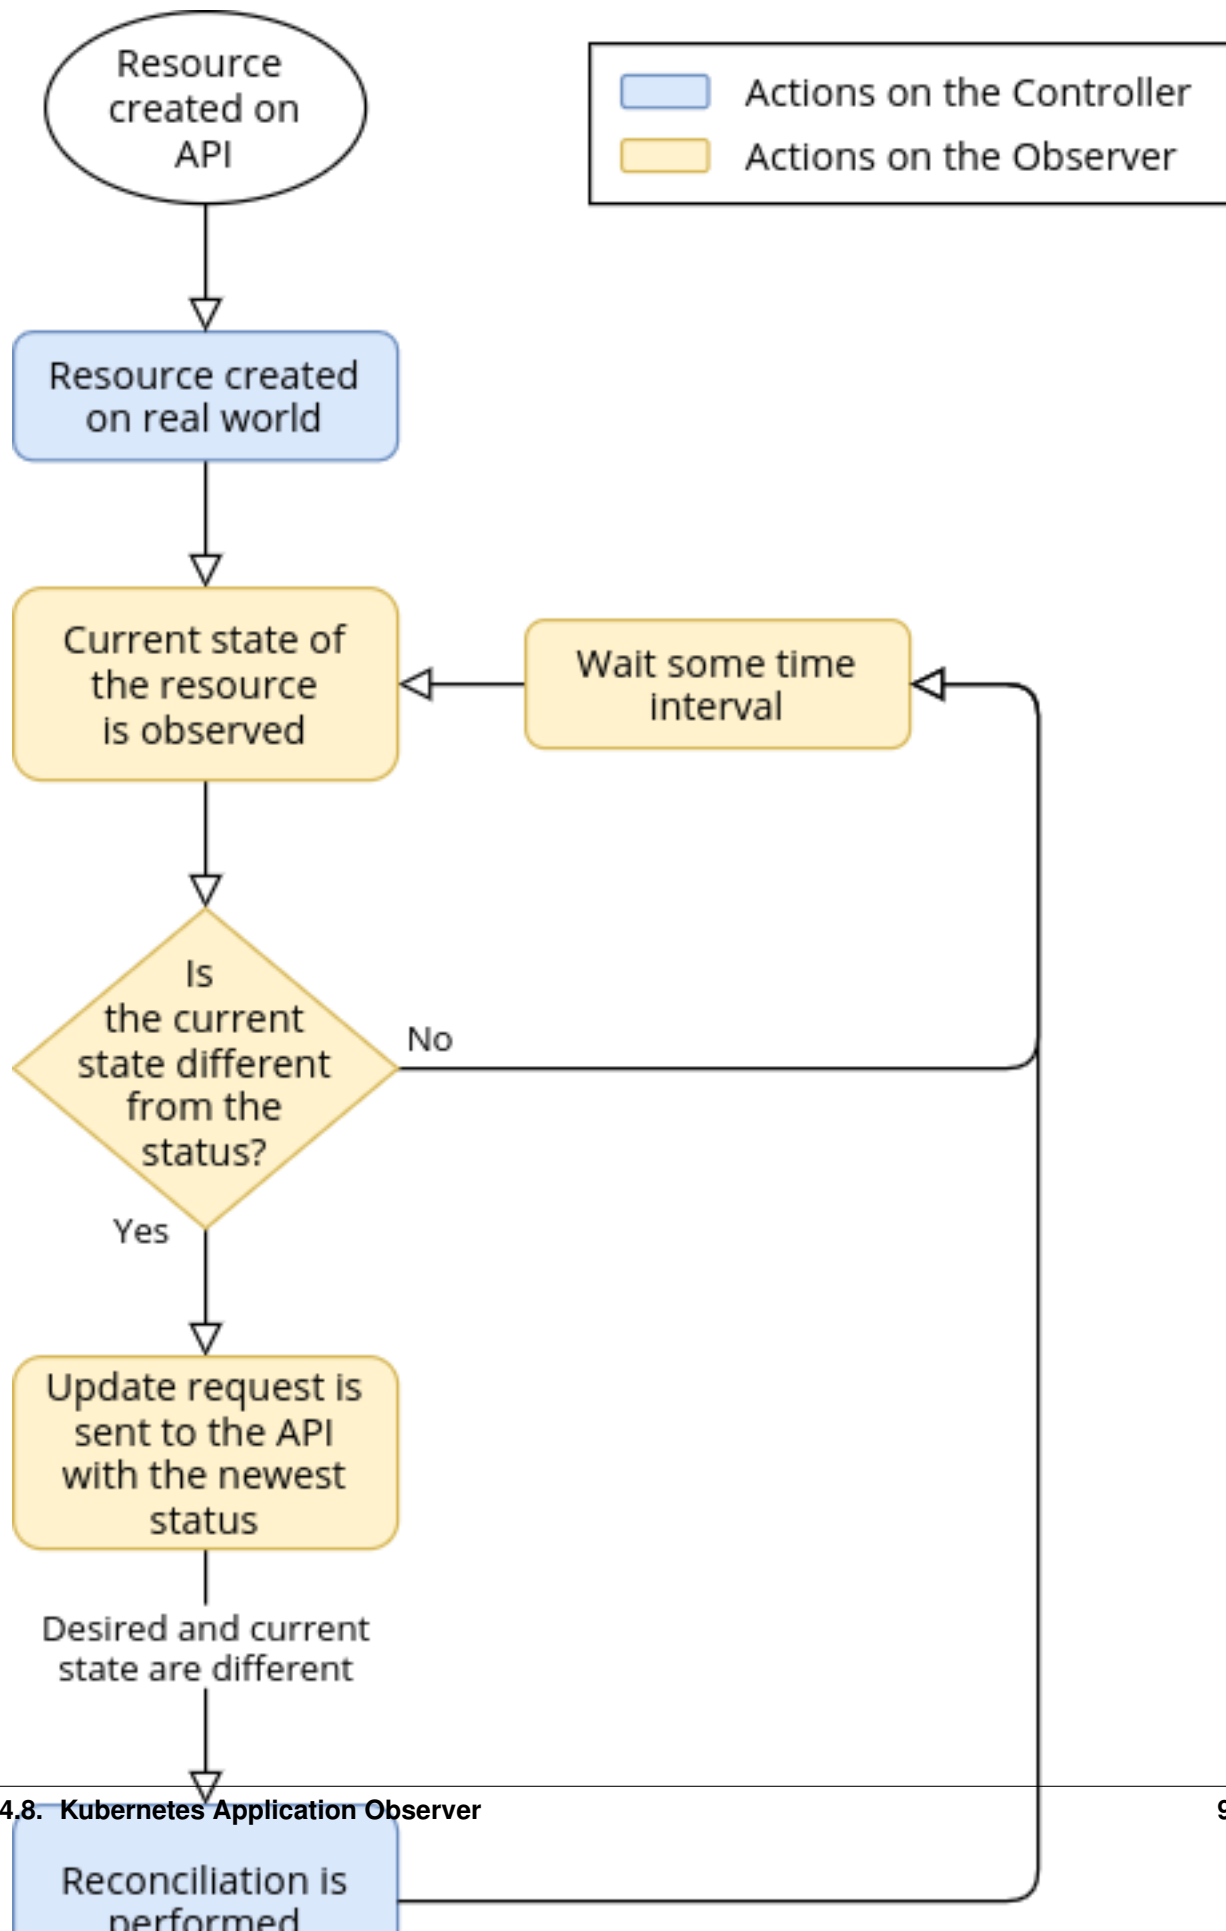 Resource
created on
API
Actions on the Controller
Actions on the Observer
Resource created
on real world
Current state of
the resource
is observed
Wait some time
interval
Is
the current
state different
from the
status?
No
Yes
Update request is
sent to the API
with the newest
status
Desired and current
state are different
4.8. Kubernetes Application Observer
9
Reconciliation is
performed